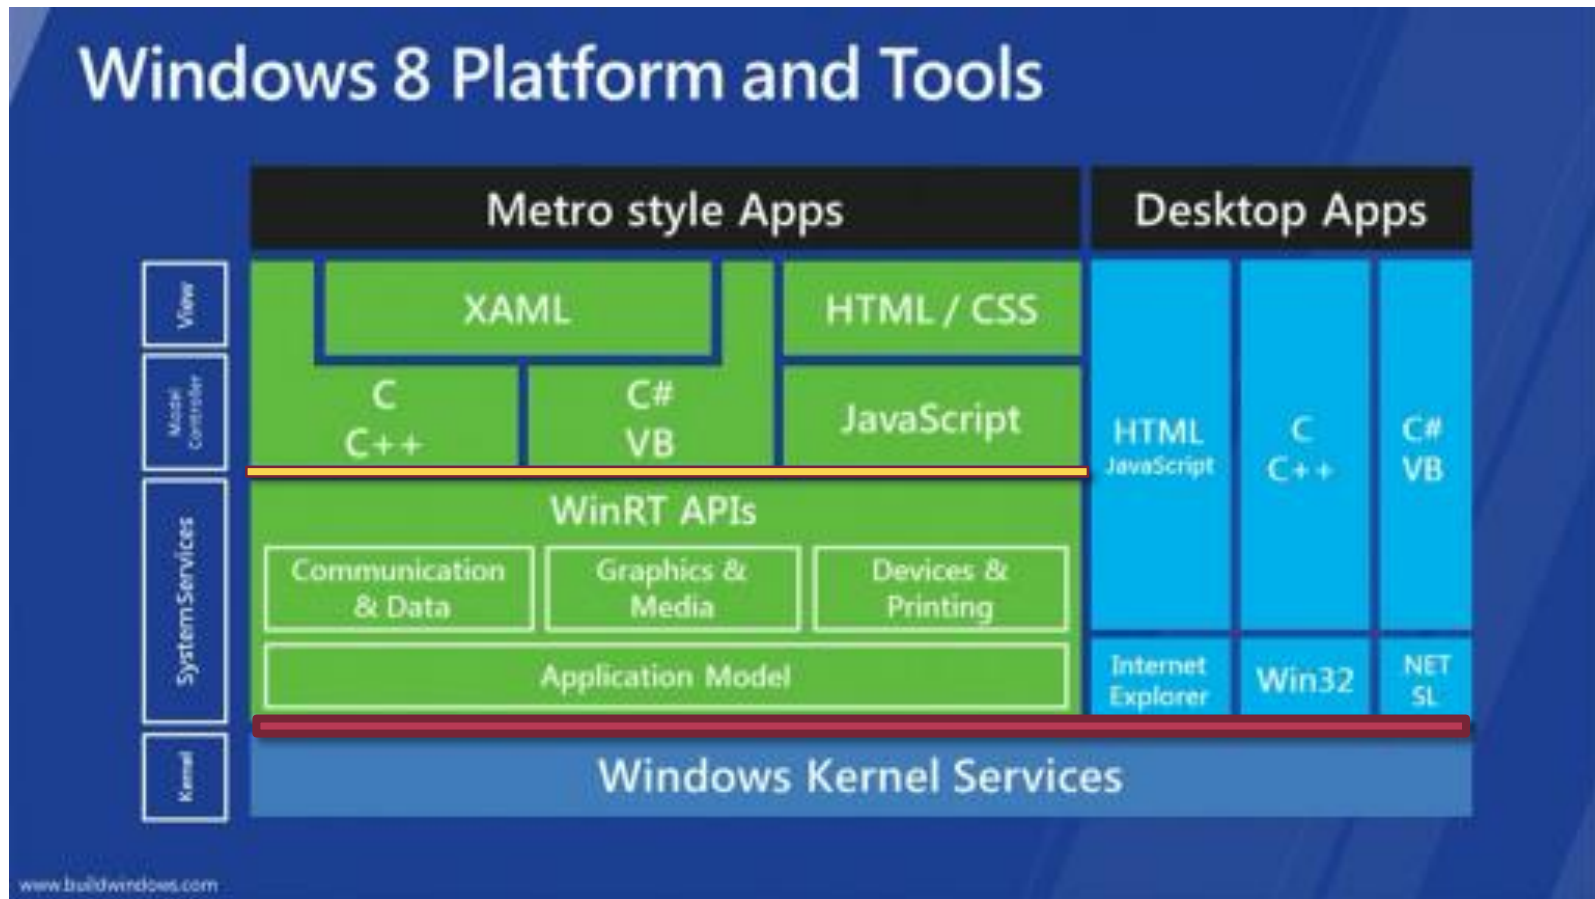 Windows 8 Platform and Tools
Metro style Apps
Desktop Apps
View
XAML
HTML / CSS
Model
Controller
C
C++
C#
VB
JavaScript
HTML
JavaScript
C
C++
C#
VB
System Services
WinRT APIs
Communication
& Data
Graphics &
Media
Devices &
Printing
Application Model
Internet
Explorer
Win32
NET
SL
Kernel
Windows Kernel Services
www.buildwindows.com